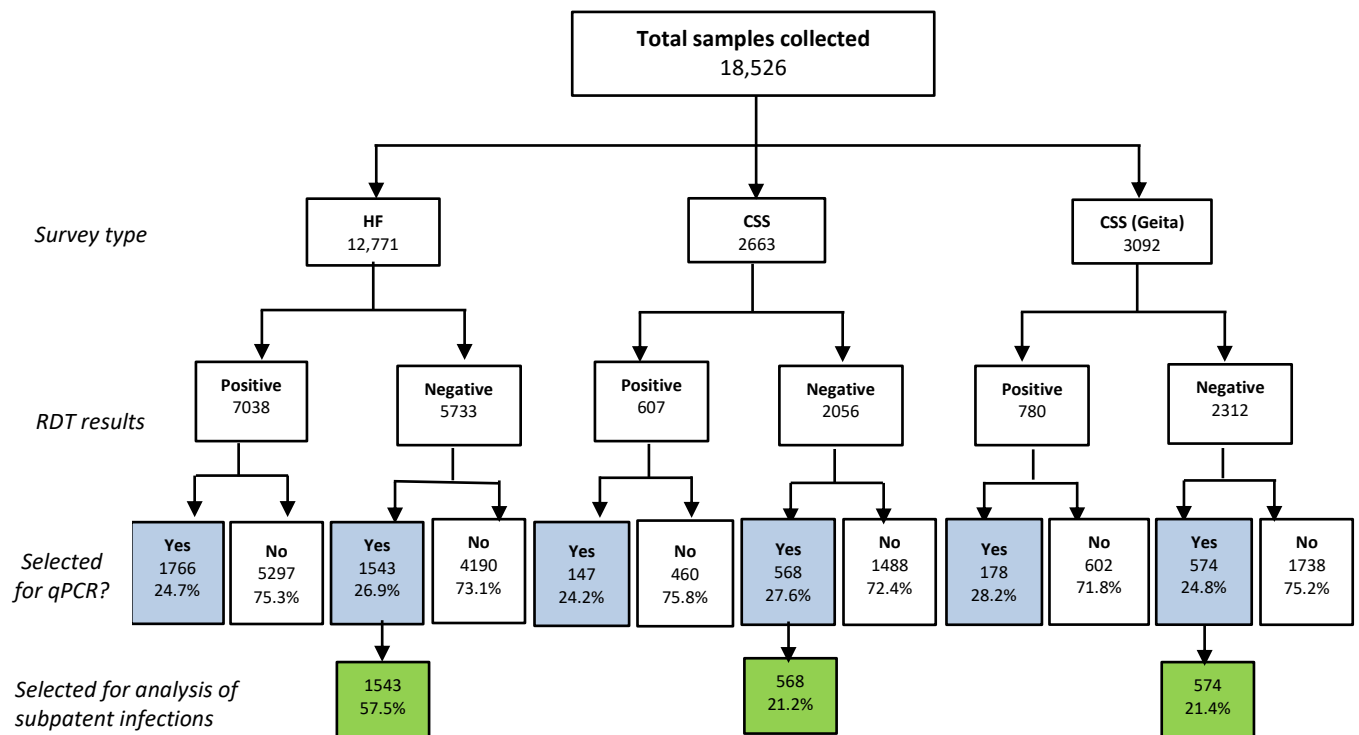 Total samples collected
18,526
Survey type
HF
12,771
CSS
2663
CSS (Geita)
3092
RDT results
Positive
7038
Negative
5733
Positive
607
Negative
2056
Positive
780
Negative
2312
Selected
for qPCR?
Yes
1766
24.7%
No
5297
75.3%
Yes
1543
26.9%
No
4190
73.1%
Yes
147
24.2%
No
460
75.8%
Yes
568
27.6%
No
1488
72.4%
Yes
178
28.2%
No
602
71.8%
Yes
574
24.8%
No
1738
75.2%
Selected for analysis of
subpatent infections
1543
57.5%
568
21.2%
574
21.4%